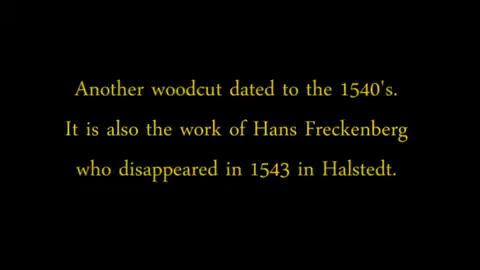 Another woodcut dated to the 1540's.
It is also the work of Hans Freckenberg
who disappeared in 1543 in Halstedt.